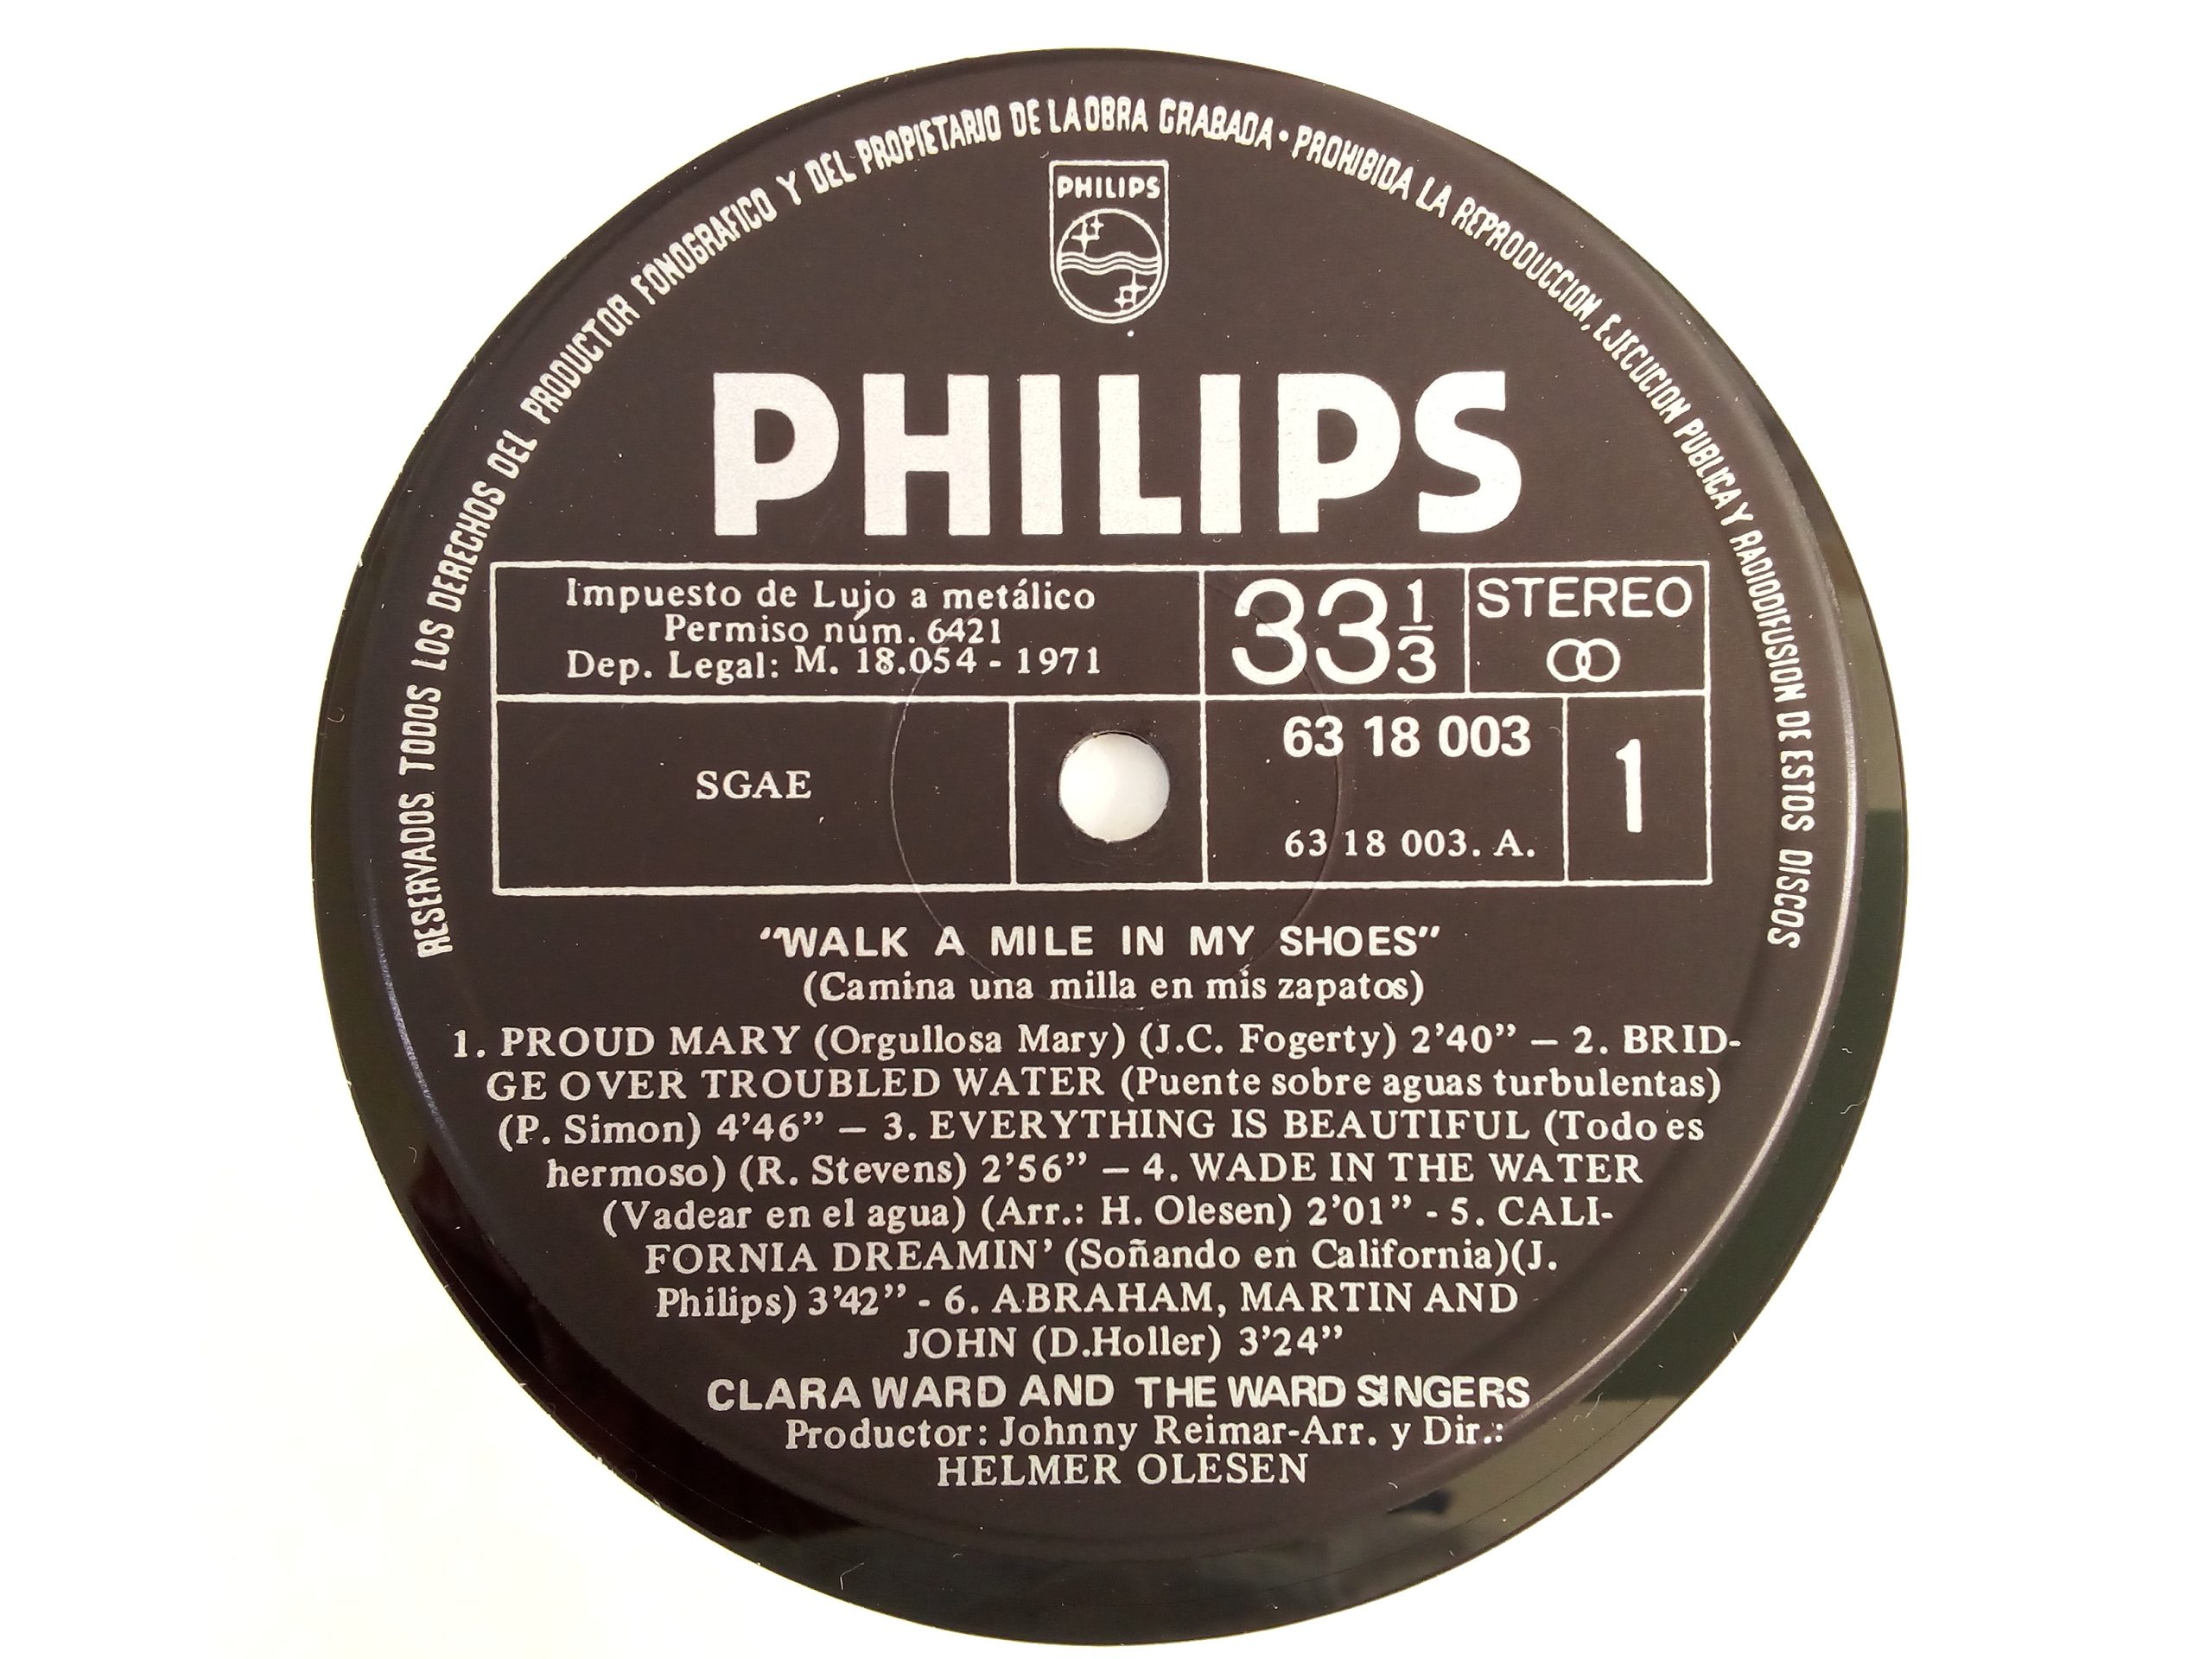 RESERVADOS TODOS LOS DERECHOS DEL PRODUCTOR FONOGRAFICO Y DEL PROPIETARIO DE LA OBRA GRABADA • PROHIBIDA LA REPRODUCCION, EJECUCION PUBLICA Y RADIODIFUSION DE ESTOS DISCOS
PHILIPS
PHILIPS
Impuesto de Lujo a metálico
Permiso núm. 6421
Dep. Legal: M. 18.054 - 1971
33 1/3
STEREO
SGAE
63 18 003
63 18 003. A.
1
"WALK A MILE IN MY SHOES"
(Camina una milla en mis zapatos)
1. PROUD MARY (Orgullosa Mary) (J.C. Fogerty) 2'40" – 2. BRID-
GE OVER TROUBLED WATER (Puente sobre aguas turbulentas)
(P. Simon) 4'46" – 3. EVERYTHING IS BEAUTIFUL (Todo es
hermoso) (R. Stevens) 2'56" – 4. WADE IN THE WATER
(Vadear en el agua) (Arr.: H. Olesen) 2'01" - 5. CALI-
FORNIA DREAMIN' (Soñando en California)(J.
Philips) 3'42" - 6. ABRAHAM, MARTIN AND
JOHN (D.Holler) 3'24"
CLARA WARD AND THE WARD SINGERS
Productor: Johnny Reimar-Arr. y Dir.:
HELMER OLESEN